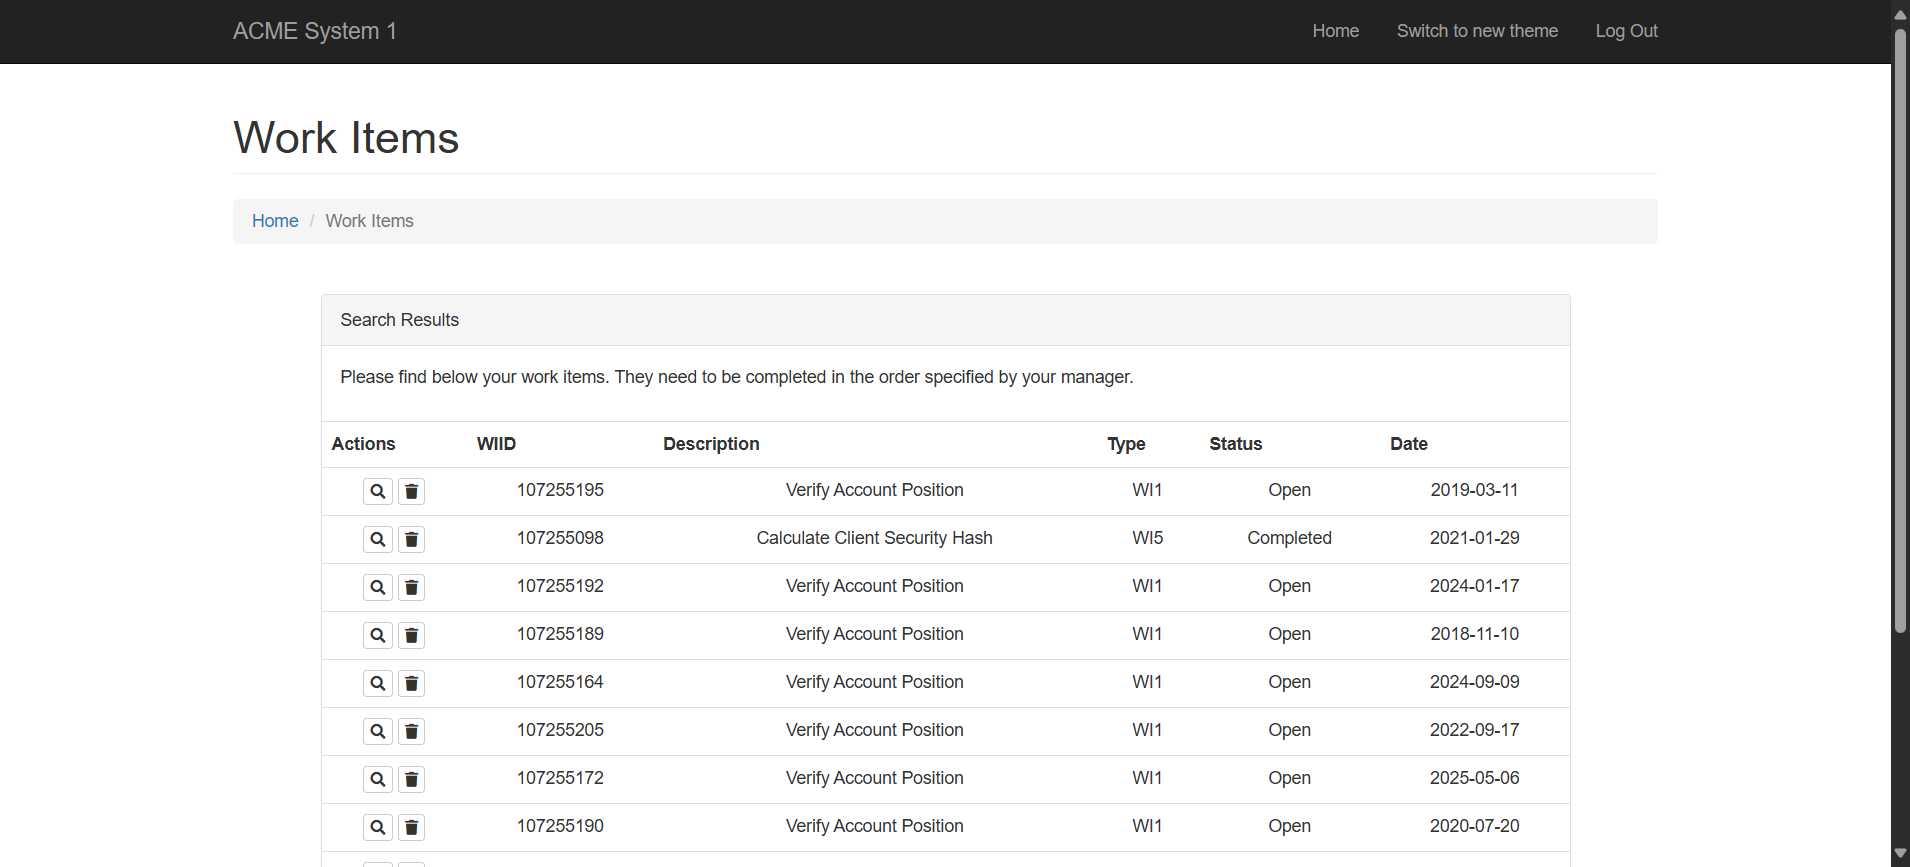 ACME System 1 Home Switch to new theme Log Out
Work Items
Home / Work Items
Search Results
Please find below your work items. They need to be completed in the order specified by your manager.
Actions WIID Description Type Status Date
107255195 Verify Account Position WI1 Open 2019-03-11
107255098 Calculate Client Security Hash WI5 Completed 2021-01-29
107255192 Verify Account Position WI1 Open 2024-01-17
107255189 Verify Account Position WI1 Open 2018-11-10
107255164 Verify Account Position WI1 Open 2024-09-09
107255205 Verify Account Position WI1 Open 2022-09-17
107255172 Verify Account Position WI1 Open 2025-05-06
107255190 Verify Account Position WI1 Open 2020-07-20